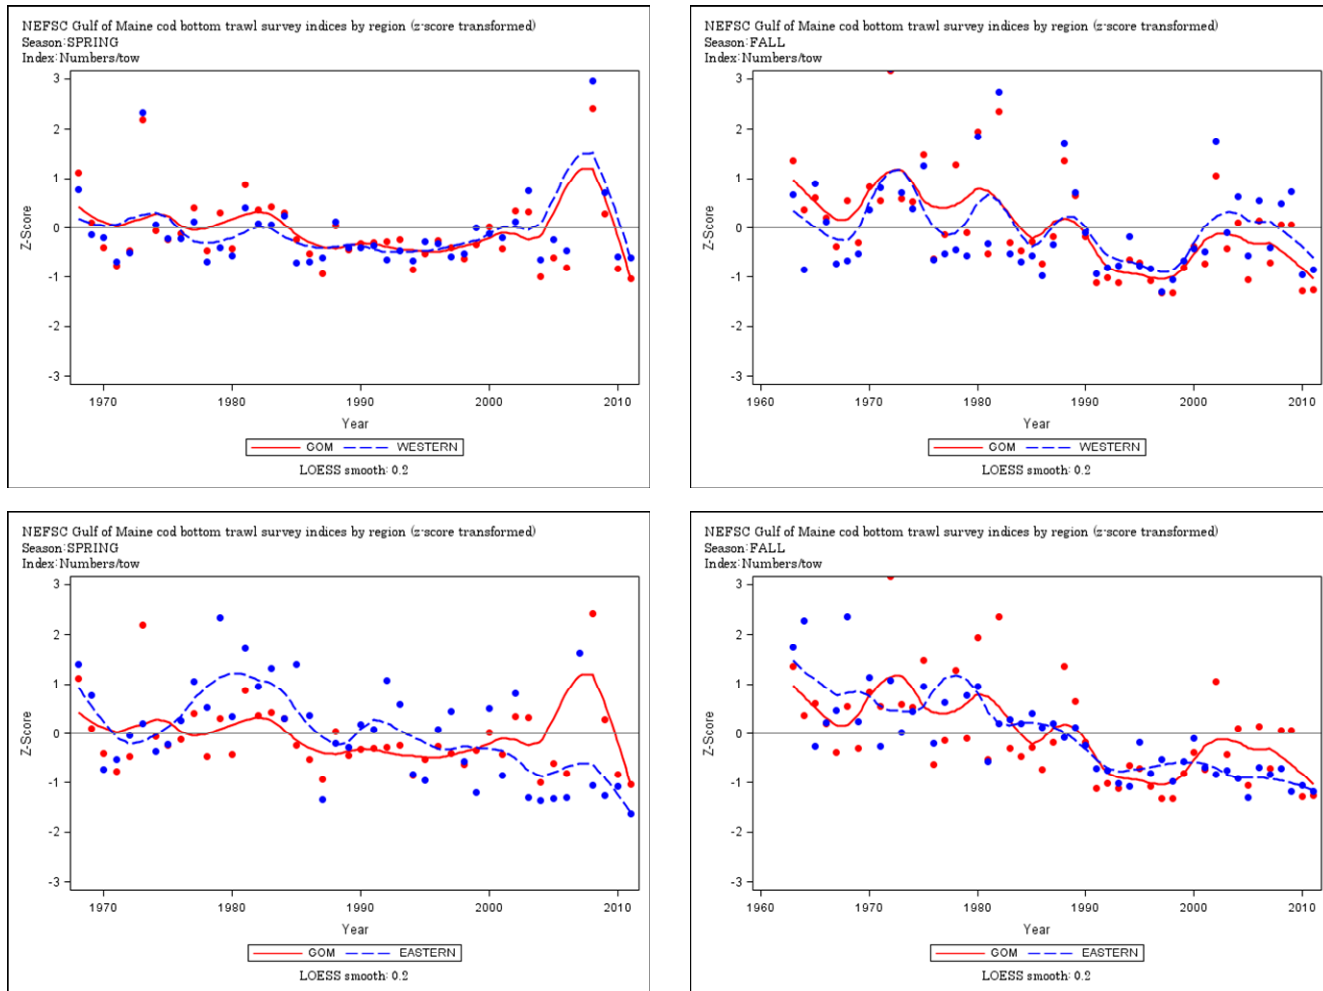 NEFSC Gulf of Maine cod bottom trawl survey indices by region (z-score transformed)
Season:SPRING
Index:Numbers/tow
3
2
1
0
-1
-2
-3
Z-Score
1970
1980
1990
2000
2010
Year
GOM
WESTERN
LOESS smooth: 0.2
NEFSC Gulf of Maine cod bottom trawl survey indices by region (z-score transformed)
Season:FALL
Index:Numbers/tow
3
2
1
0
-1
-2
-3
Z-Score
1960
1970
1980
1990
2000
2010
Year
GOM
WESTERN
LOESS smooth: 0.2
NEFSC Gulf of Maine cod bottom trawl survey indices by region (z-score transformed)
Season:SPRING
Index:Numbers/tow
3
2
1
0
-1
-2
-3
Z-Score
1970
1980
1990
2000
2010
Year
GOM
EASTERN
LOESS smooth: 0.2
NEFSC Gulf of Maine cod bottom trawl survey indices by region (z-score transformed)
Season:FALL
Index:Numbers/tow
3
2
1
0
-1
-2
-3
Z-Score
1960
1970
1980
1990
2000
2010
Year
GOM
EASTERN
LOESS smooth: 0.2